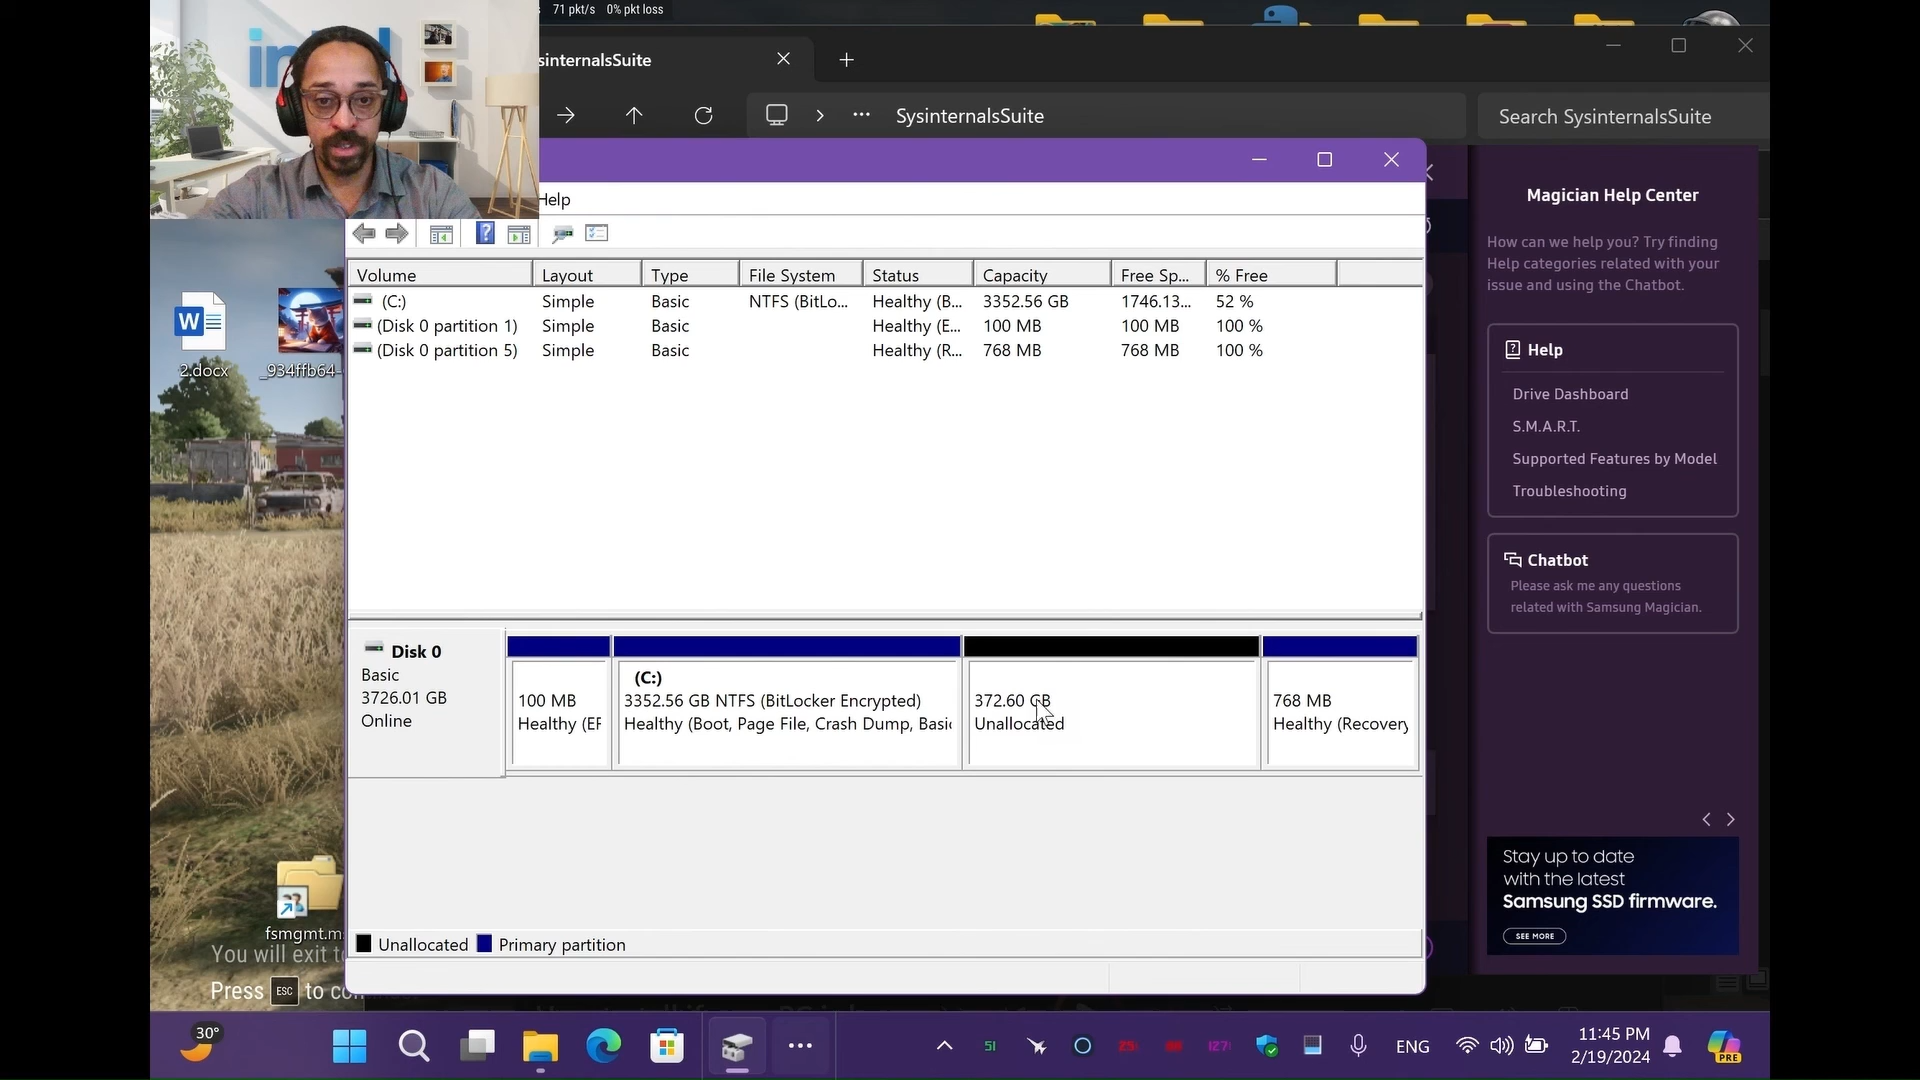 71 pkt/s 0% pkt loss
sinternalsSuite
SysinternalsSuite
Search SysinternalsSuite
Help
Volume Layout Type File System Status Capacity Free Sp... % Free
(C:) Simple Basic NTFS (BitLo... Healthy (B... 3352.56 GB 1746.13... 52 %
(Disk 0 partition 1) Simple Basic Healthy (E... 100 MB 100 MB 100 %
(Disk 0 partition 5) Simple Basic Healthy (R... 768 MB 768 MB 100 %
W
2.docx
_934ffb64-
Disk 0
Basic
3726.01 GB
Online
100 MB
Healthy (EF
(C:)
3352.56 GB NTFS (BitLocker Encrypted)
Healthy (Boot, Page File, Crash Dump, Basi
372.60 GB
Unallocated
768 MB
Healthy (Recovery
Unallocated
Primary partition
fsmgmt.m
You will exit t
Press ESC to co
Magician Help Center
How can we help you? Try finding
Help categories related with your
issue and using the Chatbot.
Help
Drive Dashboard
S.M.A.R.T.
Supported Features by Model
Troubleshooting
Chatbot
Please ask me any questions
related with Samsung Magician.
Stay up to date
with the latest
Samsung SSD firmware.
SEE MORE
30°
51
ENG
11:45 PM
2/19/2024
PRE